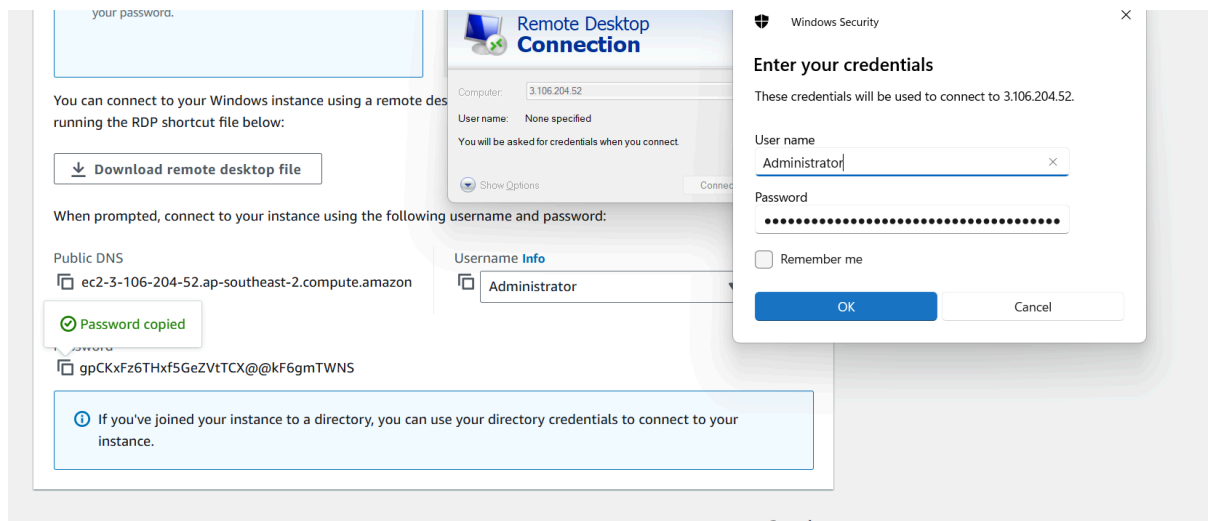 your password.
You can connect to your Windows instance using a remote des
running the RDP shortcut file below:
Download remote desktop file
When prompted, connect to your instance using the following username and password:
Public DNS
ec2-3-106-204-52.ap-southeast-2.compute.amazon
Username Info
Administrator
Password copied
gpCKxFz6THxf5GeZVtTCX@@kF6gmTWNS
If you've joined your instance to a directory, you can use your directory credentials to connect to your
instance.
Remote Desktop
Connection
Computer: 3.106.204.52
User name: None specified
You will be asked for credentials when you connect.
Show Options
Connec
Windows Security
Enter your credentials
These credentials will be used to connect to 3.106.204.52.
User name
Administrator
Password
Remember me
OK
Cancel